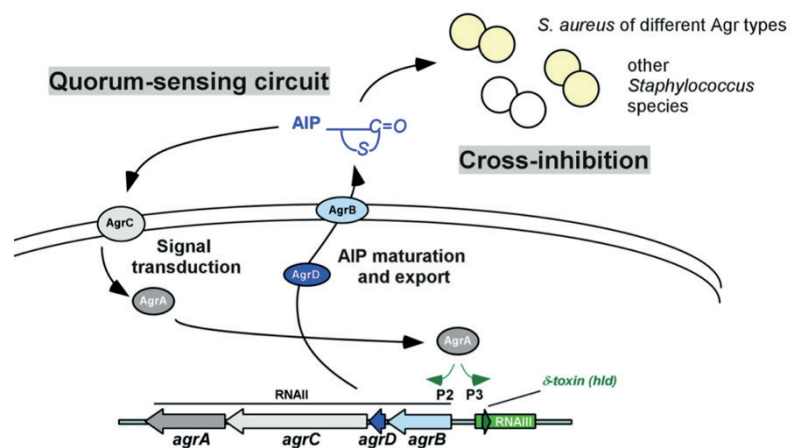 S. aureus of different Agr types
other
Staphylococcus
species
Quorum-sensing circuit
AIP
C=O
S
Cross-inhibition
AgrC
AgrB
Signal
transduction
AIP maturation
and export
AgrD
AgrA
AgrA
P2 P3
δ-toxin (hld)
RNAII
RNAIII
agrA agrC agrD agrB